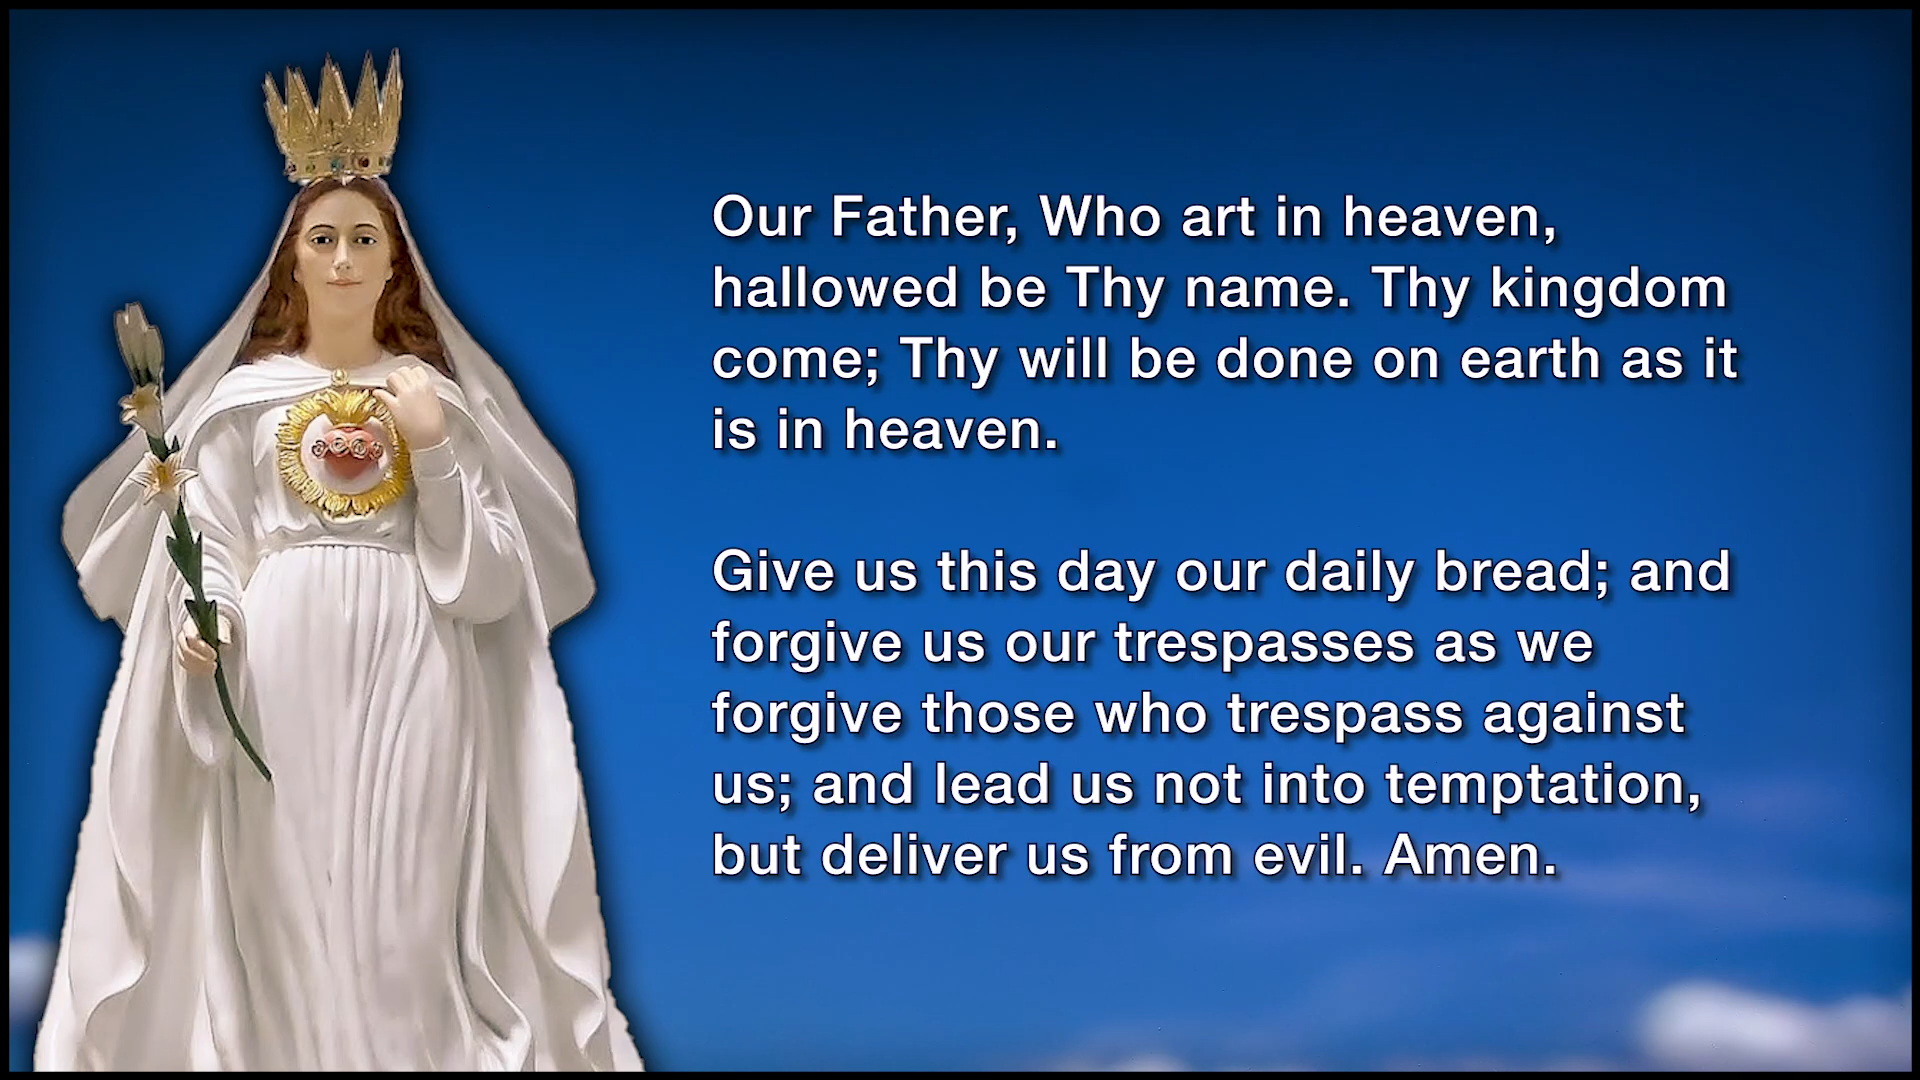 Our Father, Who art in heaven,
hallowed be Thy name. Thy kingdom
come; Thy will be done on earth as it
is in heaven.
Give us this day our daily bread; and
forgive us our trespasses as we
forgive those who trespass against
us; and lead us not into temptation,
but deliver us from evil. Amen.